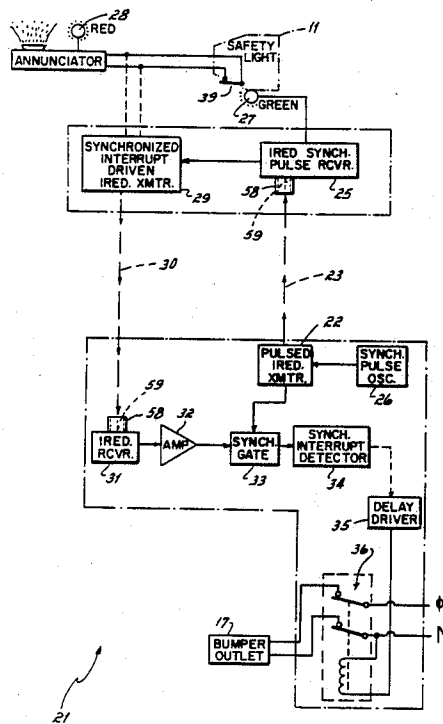 28
RED
11
ANNUNCIATOR
SAFETY
LIGHT
39
GREEN
27
SYNCHRONIZED
INTERRUPT
DRIVEN
IRED. XMTR.
IRED SYNCH.
PULSE RCVR.
29
58
25
59
30
23
22
PULSED
IRED.
XMTR.
SYNCH.
PULSE
OSC.
26
59
58
32
IRED.
RCVR.
31
AMP
SYNCH.
GATE
33
SYNCH.
INTERRUPT
DETECTOR
34
DELAY
DRIVER
35
36
Φ
N
17
BUMPER
OUTLET
21